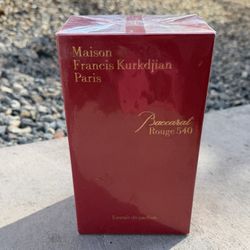 Maison
Francis Kurkdjian
Paris
Baccarat
Rouge 540
Extrait de parfum